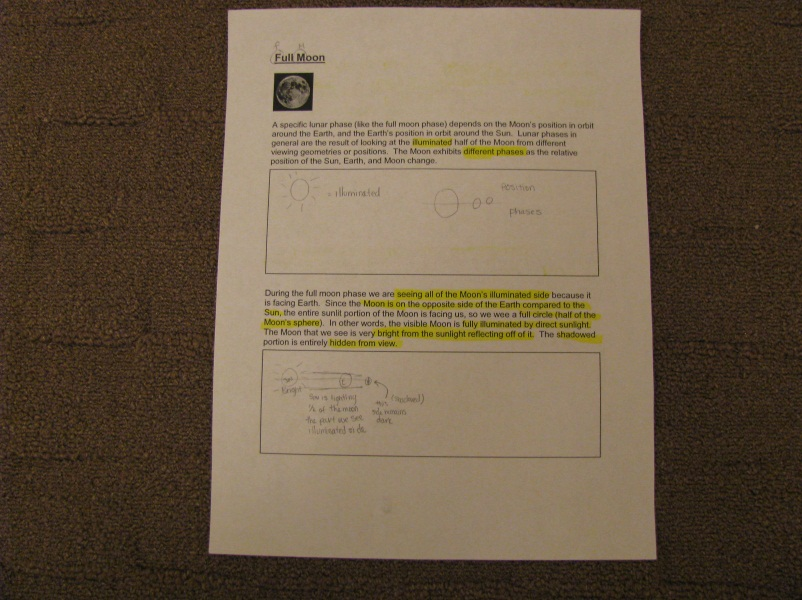 Full Moon
A specific lunar phase (like the full moon phase) depends on the Moon's position in orbit
around the Earth, and the Earth's position in orbit around the Sun. Lunar phases in
general are the result of looking at the illuminated half of the Moon from different
viewing geometries or positions. The Moon exhibits different phases as the relative
position of the Sun, Earth, and Moon change.
= illuminated
position
phases
During the full moon phase we are seeing all of the Moon's illuminated side because it
is facing Earth. Since the Moon is on the opposite side of the Earth compared to the
Sun, the entire sunlit portion of the Moon is facing us, so we wee a full circle (half of the
Moon's sphere). In other words, the visible Moon is fully illuminated by direct sunlight.
The Moon that we see is very bright from the sunlight reflecting off of it. The shadowed
portion is entirely hidden from view.
Bright
is lighting
of the moon
the part we see
illuminated side
dark